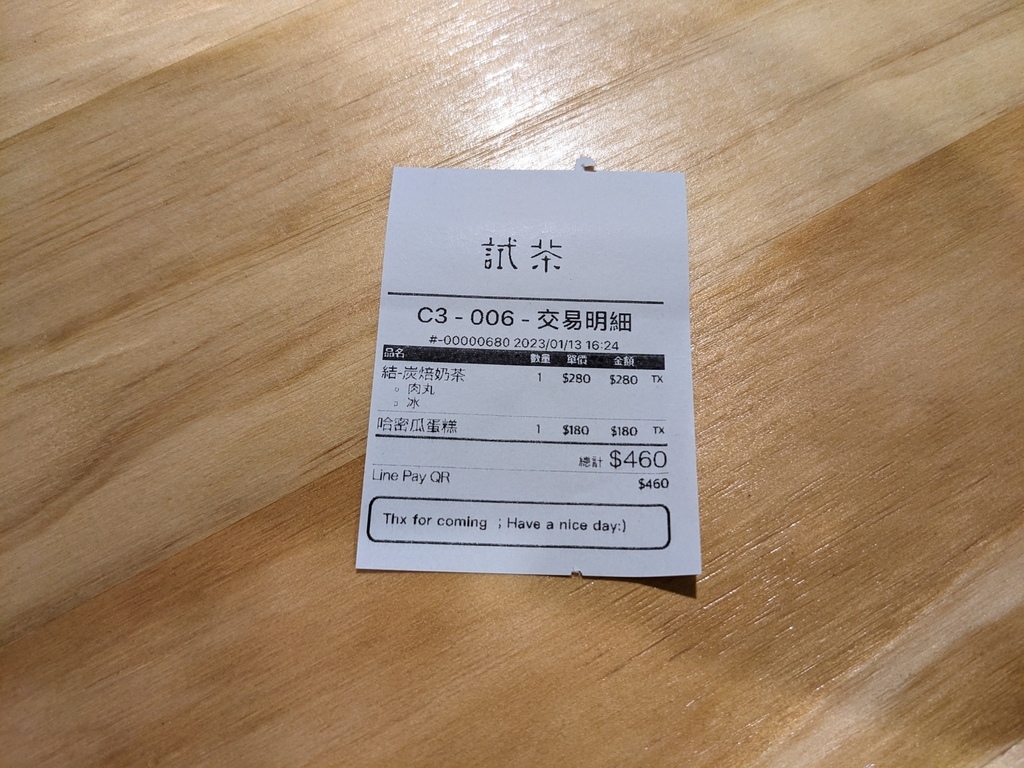 試茶
C3 - 006 - 交易明細
#-00000680 2023/01/13 16:24
品名 數量 單價 金額
結-炭焙奶茶 1 $280 $280 TX
◦ 肉丸
◦ 冰
哈密瓜蛋糕 1 $180 $180 TX
總計 $460
Line Pay QR $460
Thx for coming ; Have a nice day:)